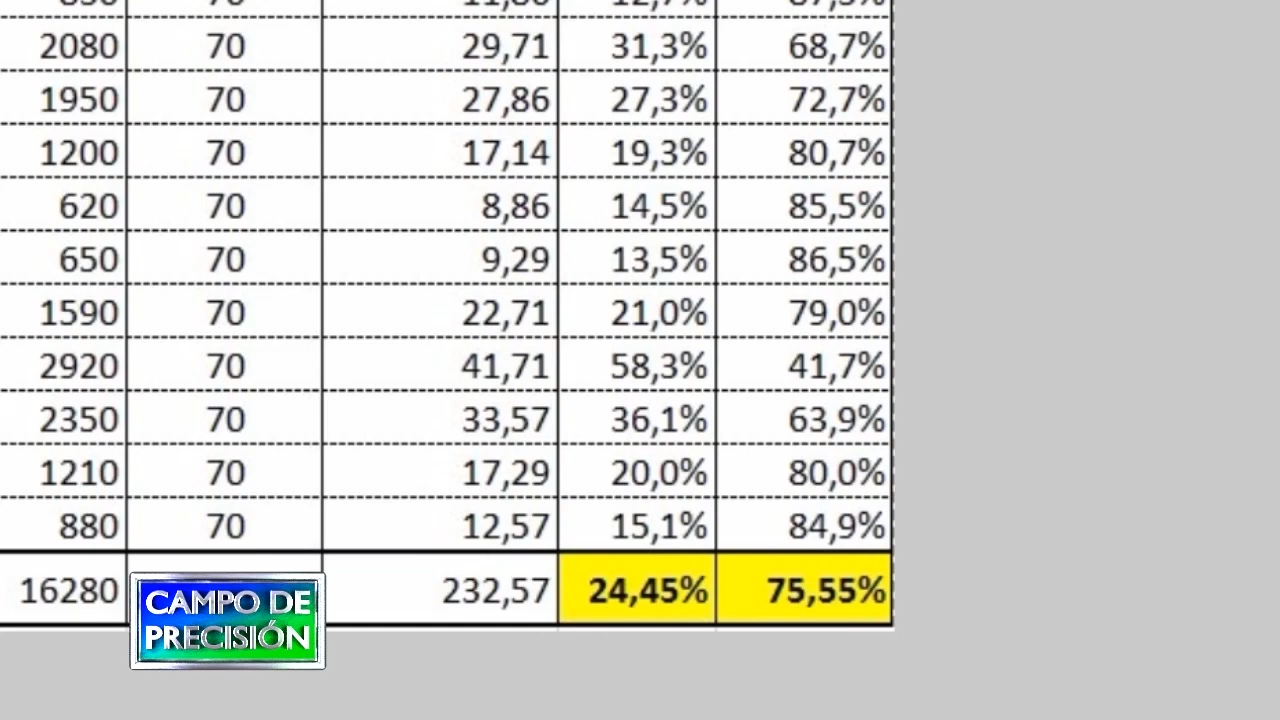 2080 70 29,71 31,3% 68,7%
1950 70 27,86 27,3% 72,7%
1200 70 17,14 19,3% 80,7%
620 70 8,86 14,5% 85,5%
650 70 9,29 13,5% 86,5%
1590 70 22,71 21,0% 79,0%
2920 70 41,71 58,3% 41,7%
2350 70 33,57 36,1% 63,9%
1210 70 17,29 20,0% 80,0%
880 70 12,57 15,1% 84,9%
16280 232,57 24,45% 75,55%
CAMPO DE
PRECISIÓN